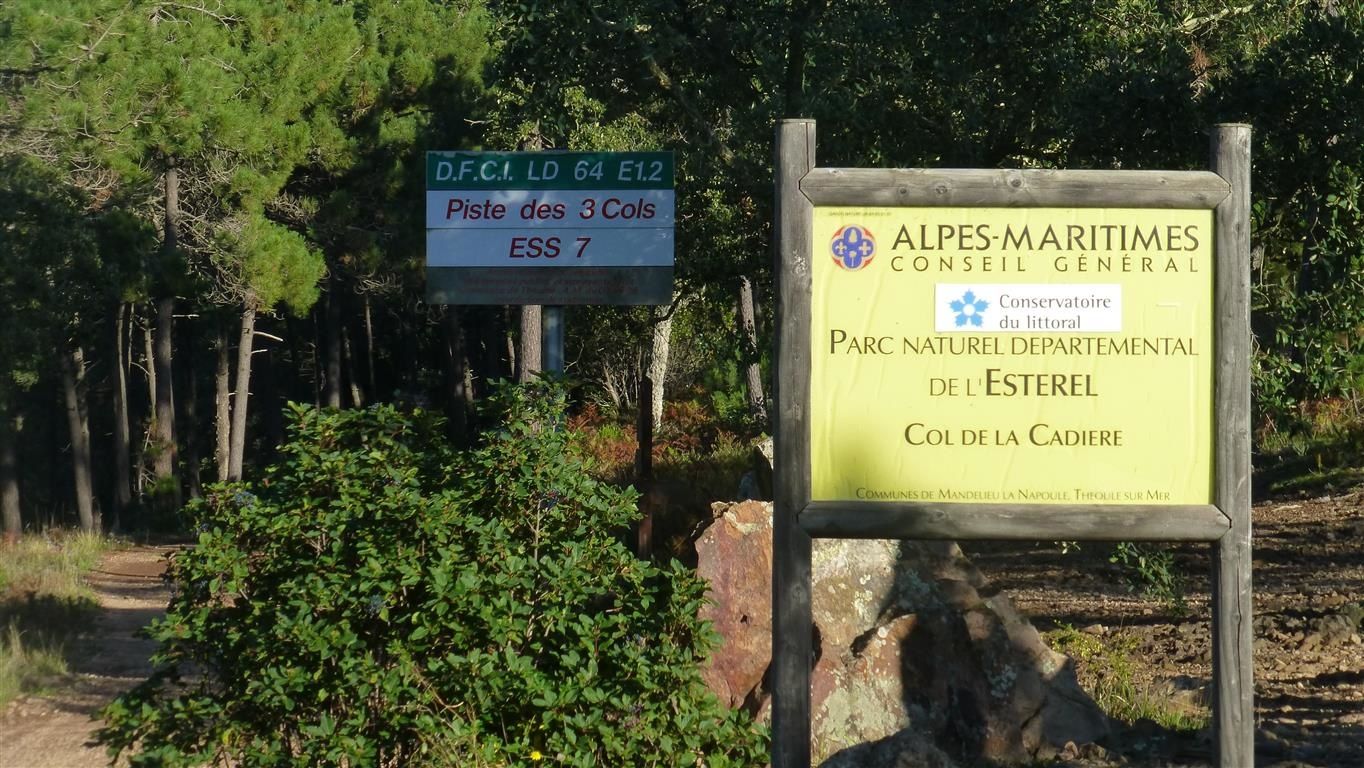 D.F.C.I. LD 64 E1.2
Piste des 3 Cols
ESS 7
ALPES-MARITIMES
CONSEIL GÉNÉRAL
Conservatoire
du littoral
PARC NATUREL DEPARTEMENTAL
DE L'ESTEREL
COL DE LA CADIERE
COMMUNES DE MANDELIEU LA NAPOULE, THEOULE SUR MER